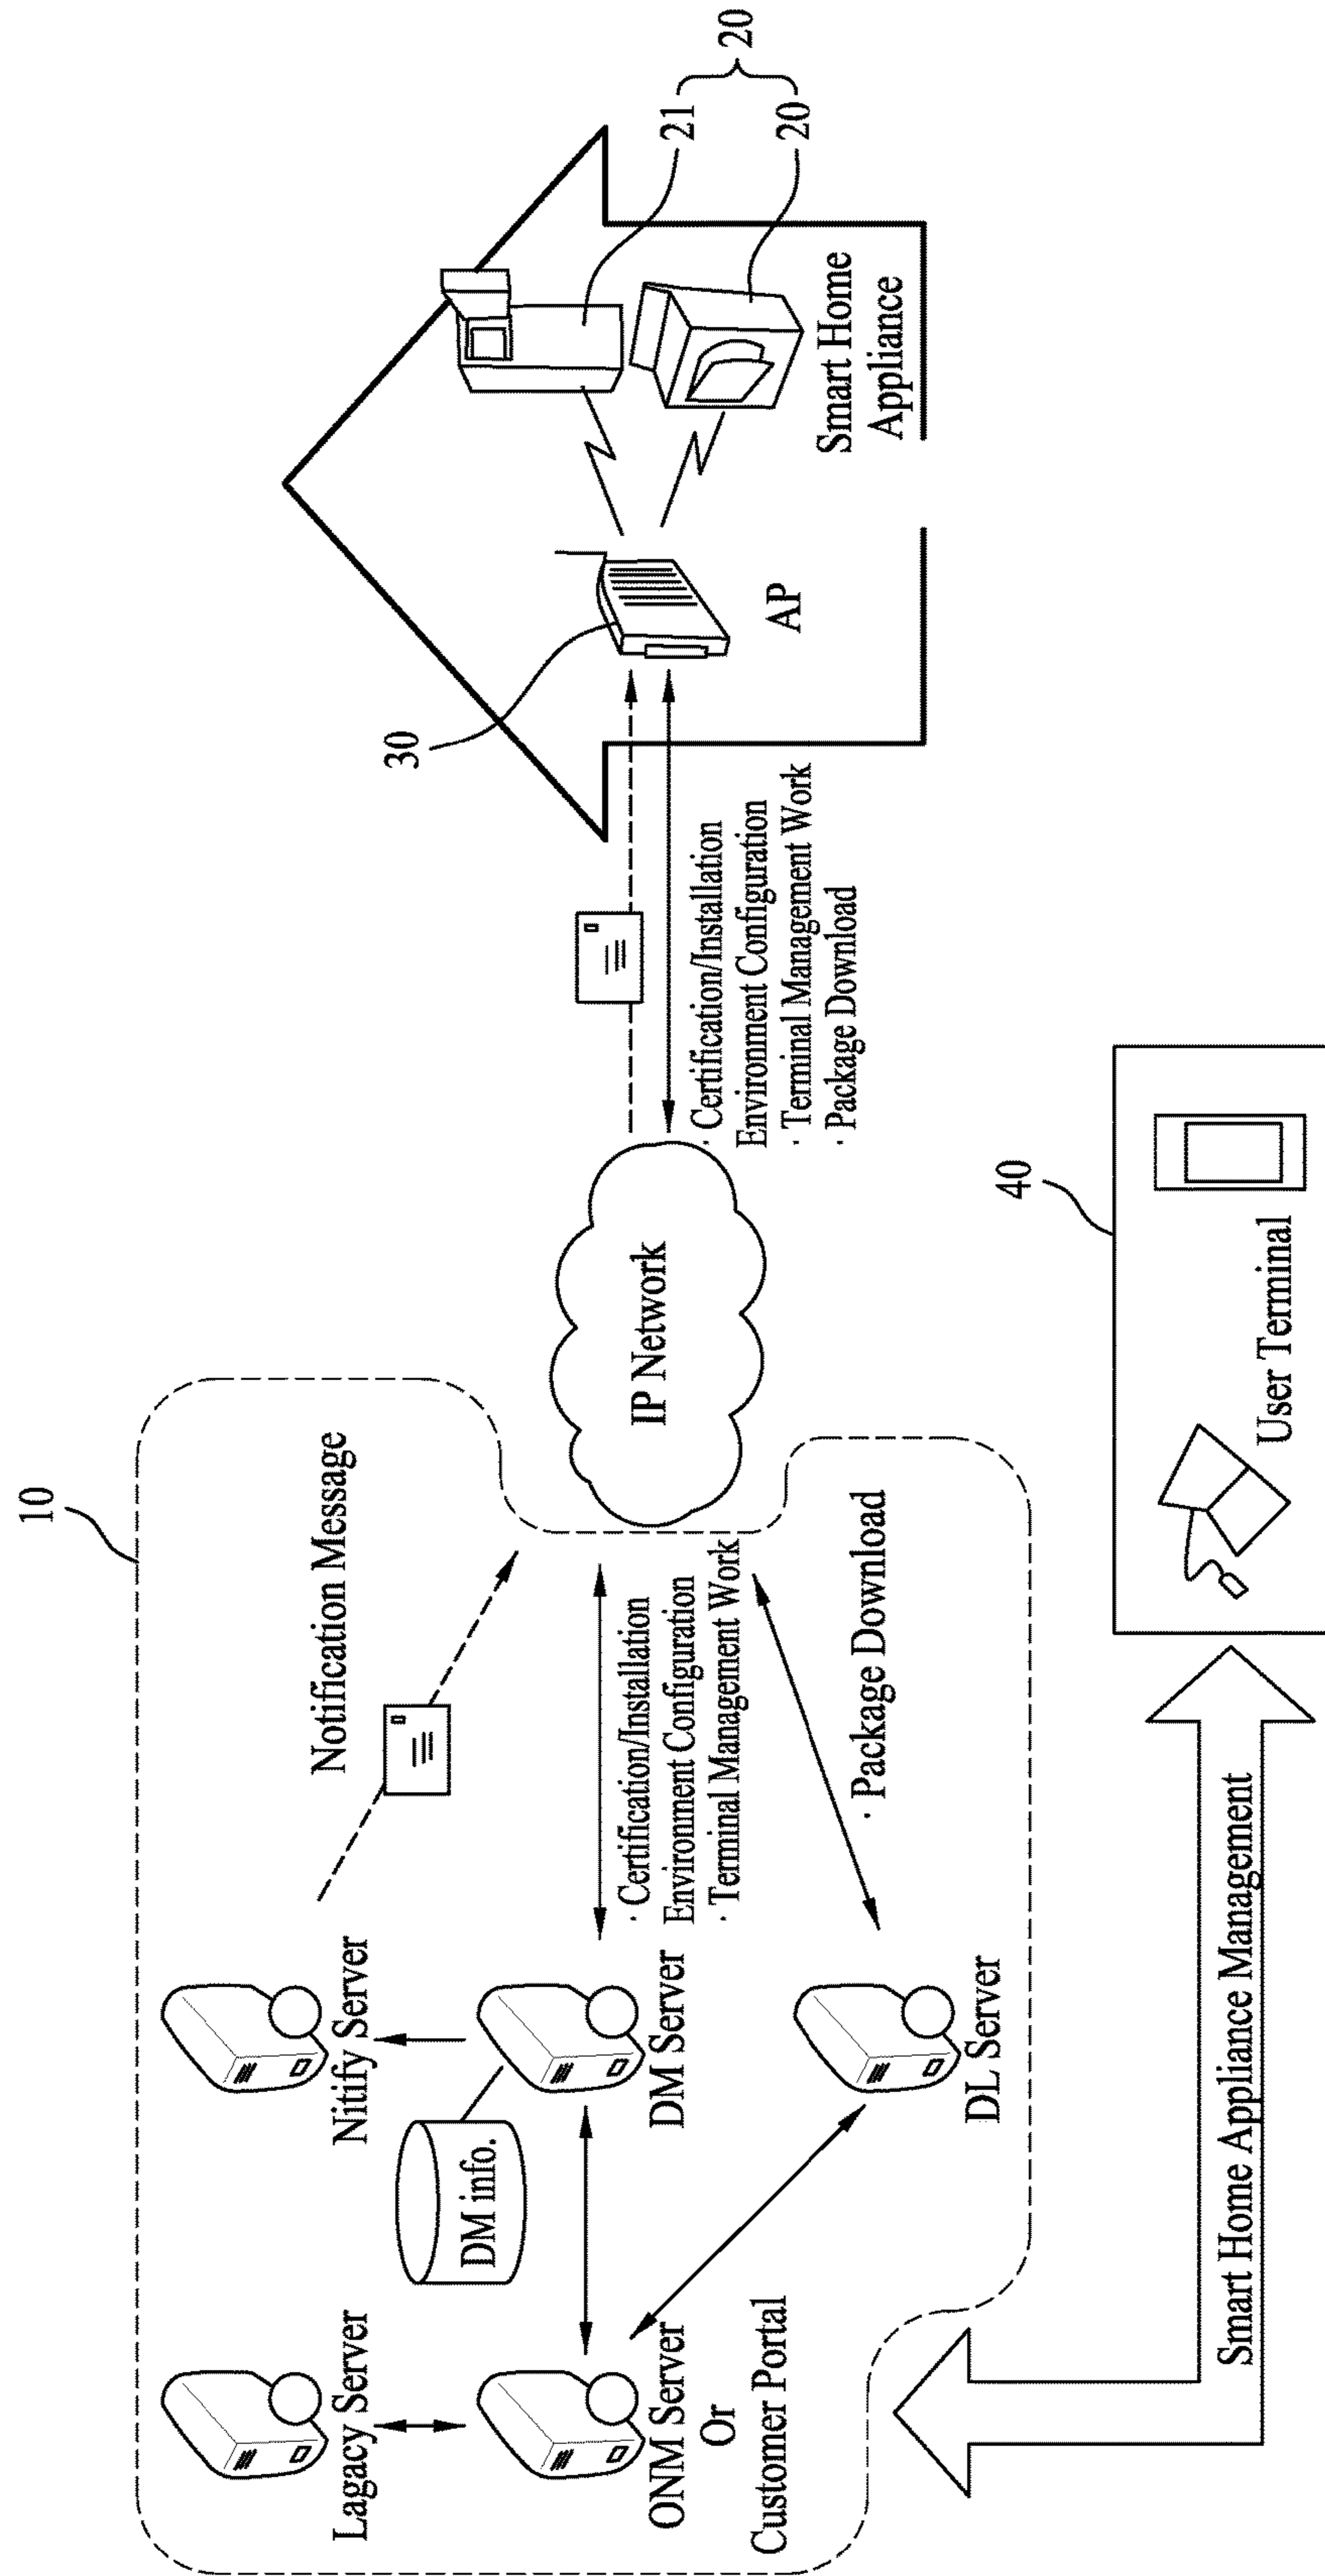 10
Lagacy Server
Nitify Server
Notification Message
DM info.
ONM Server
Or
Customer Portal
DM Server
· Certification/Installation
Environment Configuration
· Terminal Management Work
DL Server
· Package Download
IP Network
30
AP
21
20
20
Smart Home
Appliance
· Certification/Installation
Environment Configuration
· Terminal Management Work
· Package Download
40
User Terminal
Smart Home Appliance Management